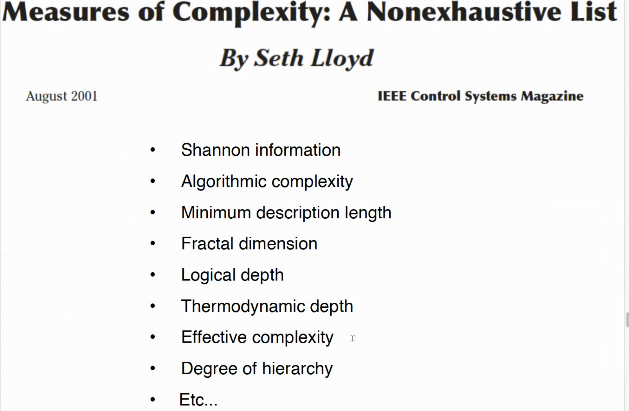 Measures of Complexity: A Nonexhaustive List
By Seth Lloyd
August 2001 IEEE Control Systems Magazine
• Shannon information
• Algorithmic complexity
• Minimum description length
• Fractal dimension
• Logical depth
• Thermodynamic depth
• Effective complexity
• Degree of hierarchy
• Etc...